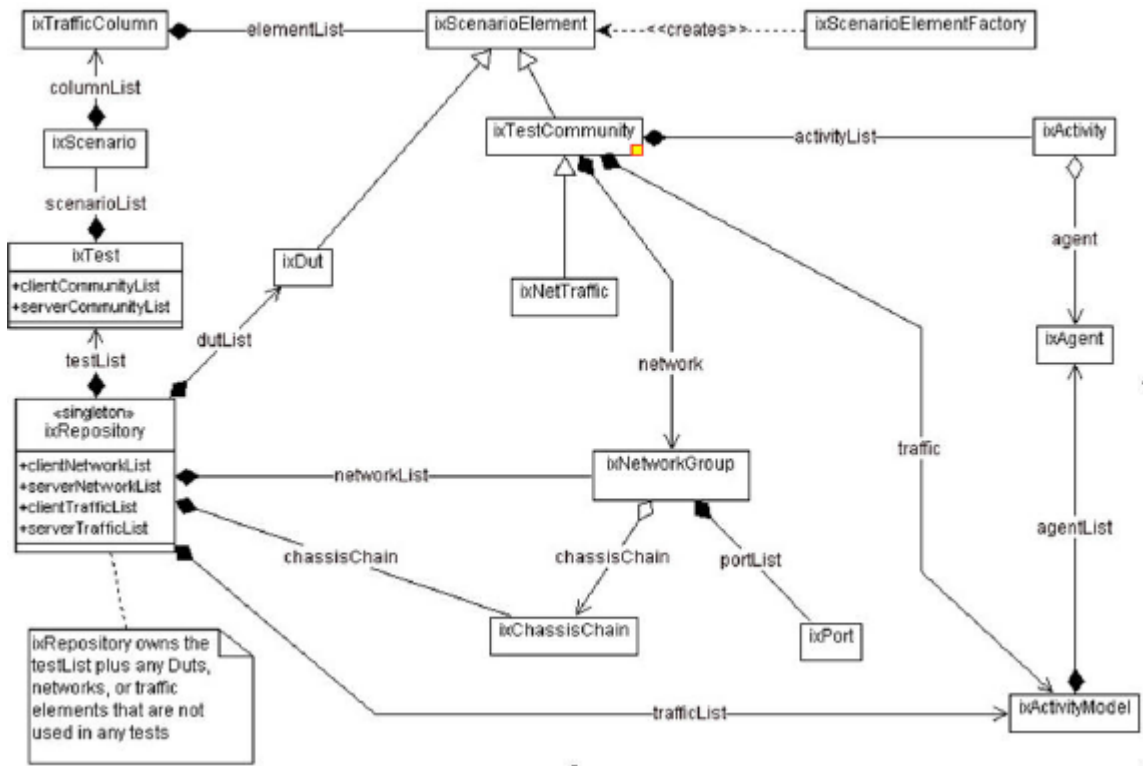 ixTrafficColumn
elementList
ixScenarioElement
<<creates>>
ixScenarioElementFactory
columnList
ixScenario
ixTestCommunity
activityList
ixActivity
scenarioList
ixTest
+clientCommunityList
+serverCommunityList
ixDut
ixNetTraffic
agent
testList
dutList
network
ixAgent
«singleton»
ixRepository
+clientNetworkList
+serverNetworkList
+clientTrafficList
+serverTrafficList
networkList
ixNetworkGroup
traffic
chassisChain
chassisChain
portList
agentList
ixChassisChain
ixPort
ixRepository owns the
testList plus any Duts,
networks, or traffic
elements that are not
used in any tests
trafficList
ixActivityModel